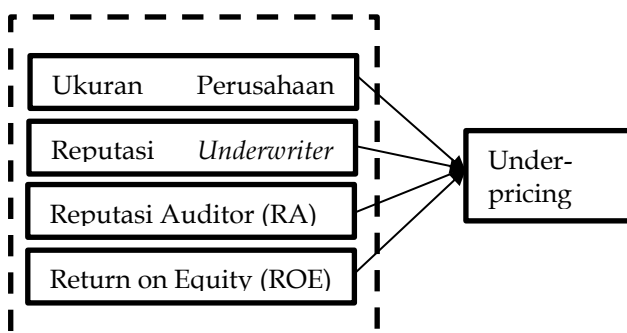 Ukuran Perusahaan
Reputasi Underwriter
Reputasi Auditor (RA)
Return on Equity (ROE)
Under-
pricing